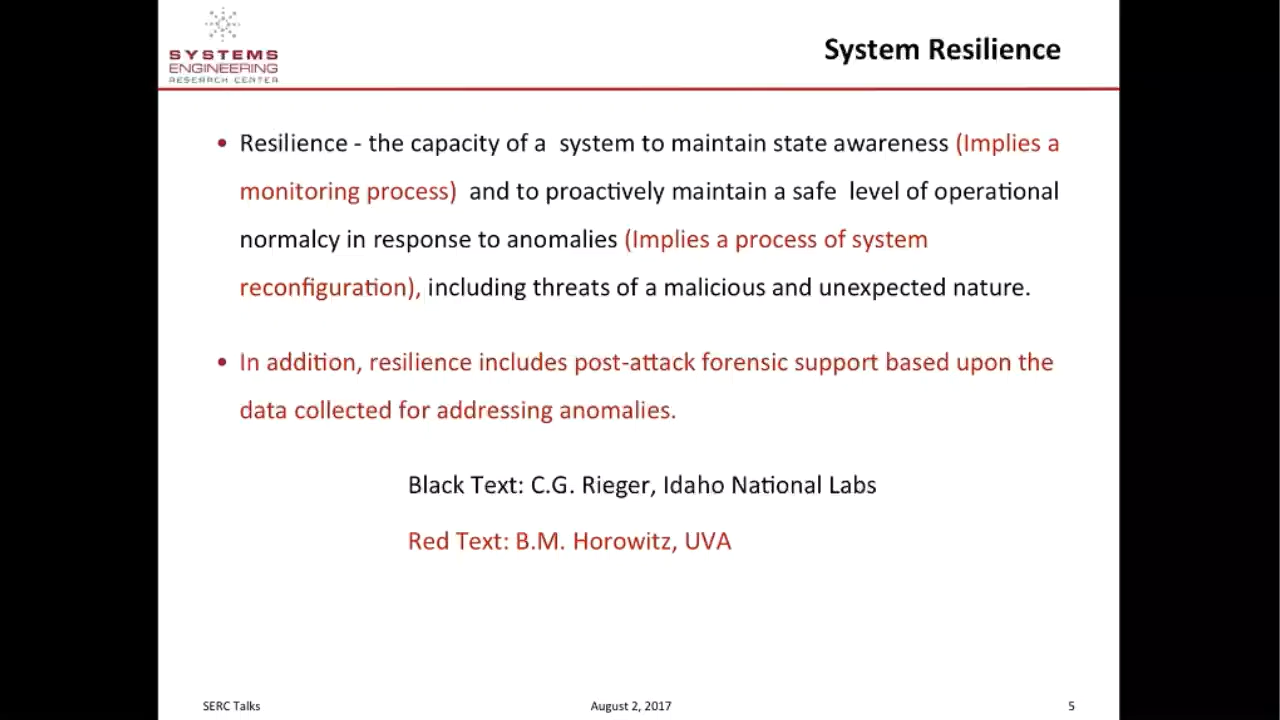 SYSTEMS
ENGINEERING
RESEARCH CENTER
System Resilience
• Resilience - the capacity of a  system to maintain state awareness (Implies a
monitoring process)  and to proactively maintain a safe  level of operational
normalcy in response to anomalies (Implies a process of system
reconfiguration), including threats of a malicious and unexpected nature.
• In addition, resilience includes post-attack forensic support based upon the
data collected for addressing anomalies.
Black Text: C.G. Rieger, Idaho National Labs
Red Text: B.M. Horowitz, UVA
SERC Talks
August 2, 2017
5